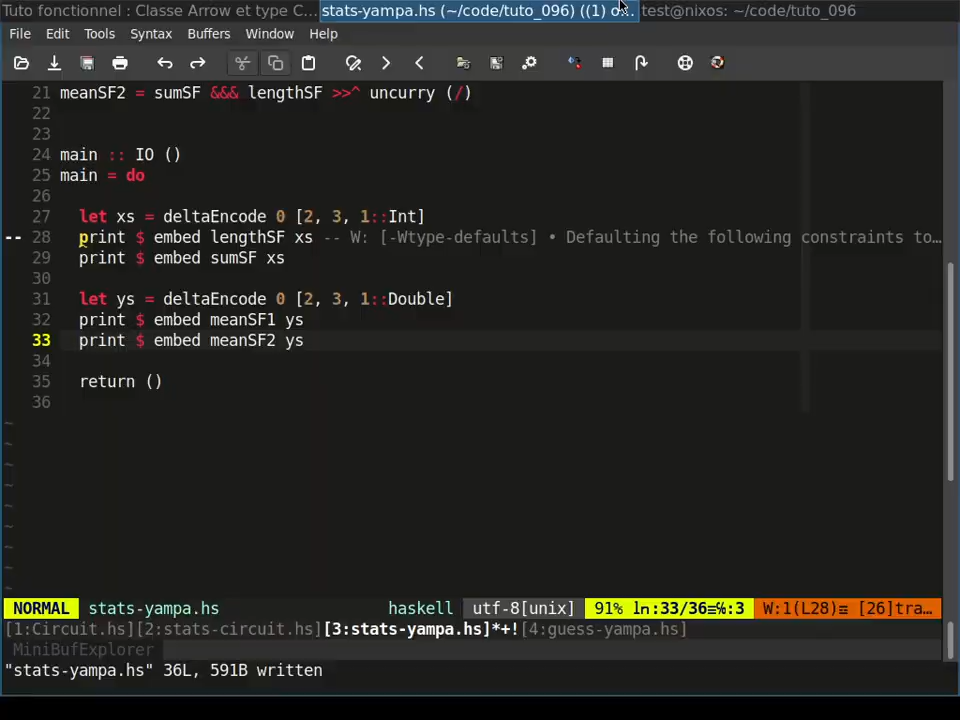 Tuto fonctionnel : Classe Arrow et type C... stats-yampa.hs (~/code/tuto_096) ((1) o... test@nixos: ~/code/tuto_096
File Edit Tools Syntax Buffers Window Help
21 meanSF2 = sumSF &&& lengthSF >>^ uncurry (/)
22
23
24 main :: IO ()
25 main = do
26
27 let xs = deltaEncode 0 [2, 3, 1::Int]
-- 28 print $ embed lengthSF xs -- W: [-Wtype-defaults] • Defaulting the following constraints to…
29 print $ embed sumSF xs
30
31 let ys = deltaEncode 0 [2, 3, 1::Double]
32 print $ embed meanSF1 ys
33 print $ embed meanSF2 ys
34
35 return ()
36
~
~
~
~
~
~
~
~
~
NORMAL stats-yampa.hs haskell utf-8[unix] 91% ㏑:33/36≡℅:3 W:1(L28)≡ [26]tra…
[1:Circuit.hs][2:stats-circuit.hs][3:stats-yampa.hs]*+![4:guess-yampa.hs]
MiniBufExplorer
"stats-yampa.hs" 36L, 591B written